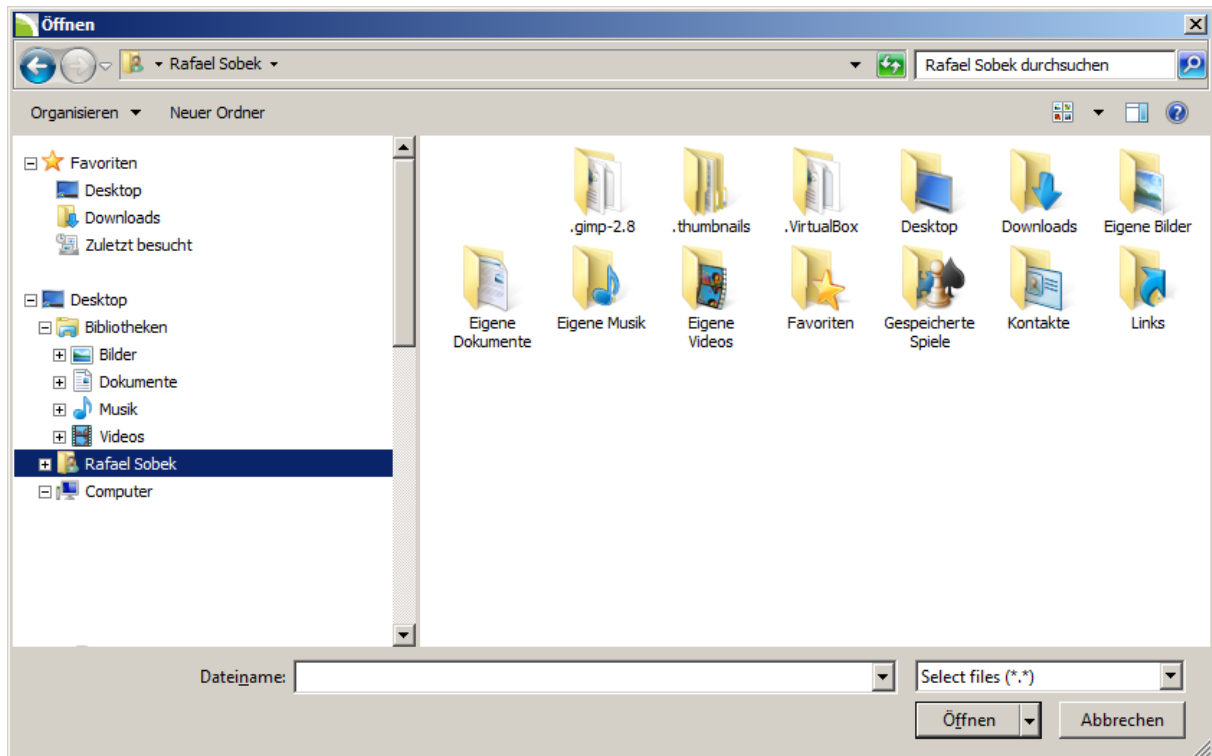 Öffnen
Rafael Sobek
Rafael Sobek durchsuchen
Organisieren
Neuer Ordner
Favoriten
Desktop
Downloads
Zuletzt besucht
Desktop
Bibliotheken
Bilder
Dokumente
Musik
Videos
Rafael Sobek
Computer
.gimp-2.8
.thumbnails
.VirtualBox
Desktop
Downloads
Eigene Bilder
Eigene
Dokumente
Eigene Musik
Eigene
Videos
Favoriten
Gespeicherte
Spiele
Kontakte
Links
Dateiname:
Select files (*.*)
Öffnen
Abbrechen